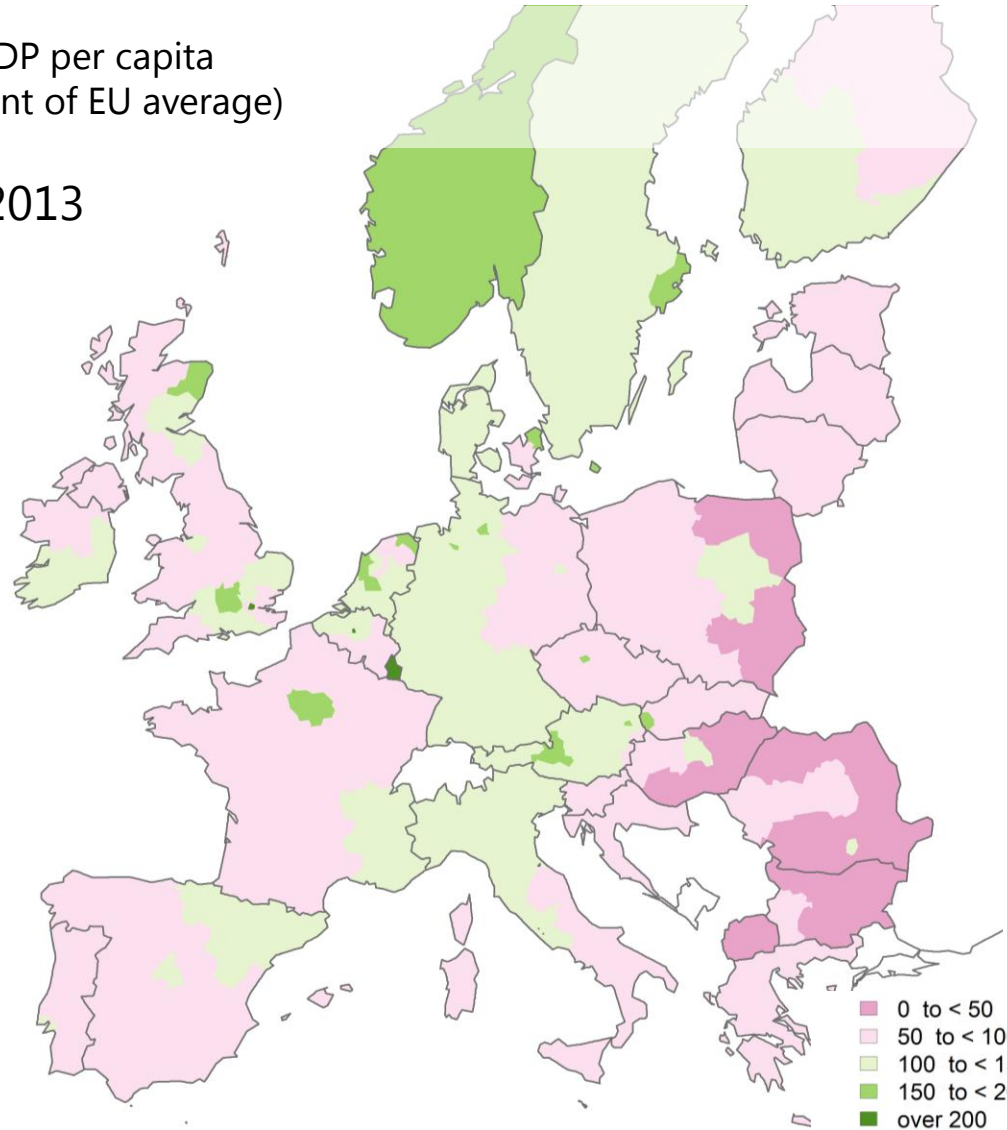 DP per capita
nt of EU average)
2013
0 to < 50
50 to < 10
100 to < 1
150 to < 2
over 200